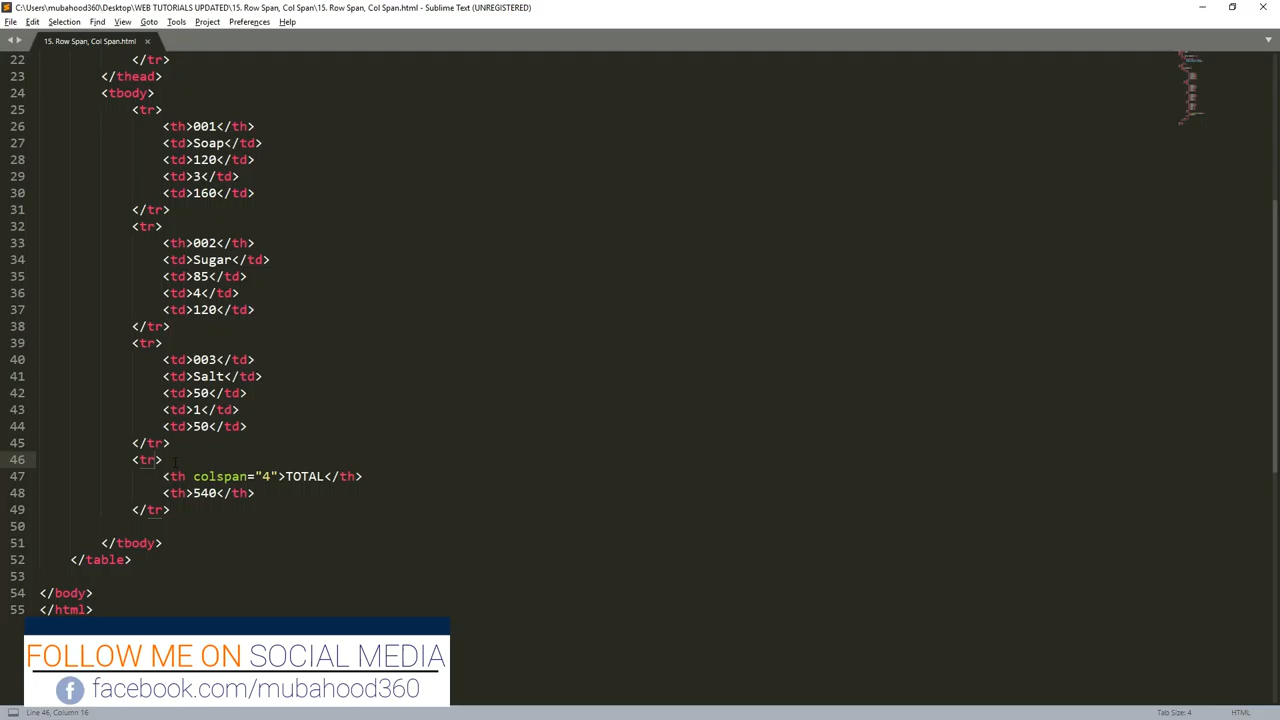 C:\Users\mubahood360\Desktop\WEB TUTORIALS UPDATED\15. Row Span, Col Span\15. Row Span, Col Span.html - Sublime Text (UNREGISTERED)
File Edit Selection Find View Goto Tools Project Preferences Help
15. Row Span, Col Span.html
22 </tr>
23 </thead>
24 <tbody>
25 <tr>
26 <th>001</th>
27 <td>Soap</td>
28 <td>120</td>
29 <td>3</td>
30 <td>160</td>
31 </tr>
32 <tr>
33 <th>002</th>
34 <td>Sugar</td>
35 <td>85</td>
36 <td>4</td>
37 <td>120</td>
38 </tr>
39 <tr>
40 <td>003</td>
41 <td>Salt</td>
42 <td>50</td>
43 <td>1</td>
44 <td>50</td>
45 </tr>
46 <tr>
47 <th colspan="4">TOTAL</th>
48 <th>540</th>
49 </tr>
50
51 </tbody>
52 </table>
53
54 </body>
55 </html>
FOLLOW ME ON SOCIAL MEDIA
f facebook.com/mubahood360
Line 46, Column 16 Tab Size: 4 HTML